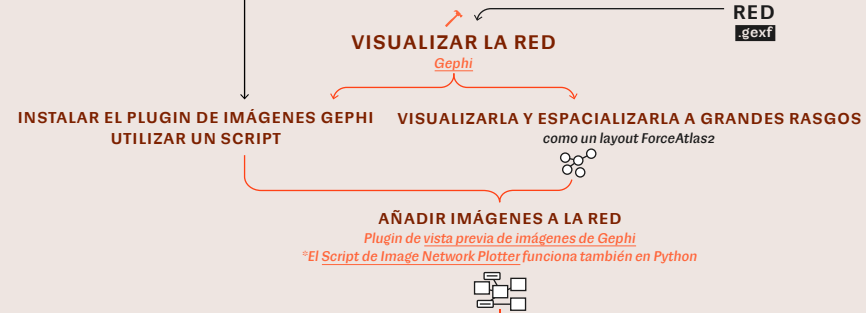 RED
.gexf
VISUALIZAR LA RED
Gephi
INSTALAR EL PLUGIN DE IMÁGENES GEPHI
UTILIZAR UN SCRIPT
VISUALIZARLA Y ESPACIALIZARLA A GRANDES RASGOS
como un layout ForceAtlas2
AÑADIR IMÁGENES A LA RED
Plugin de vista previa de imágenes de Gephi
*El Script de Image Network Plotter funciona también en Python